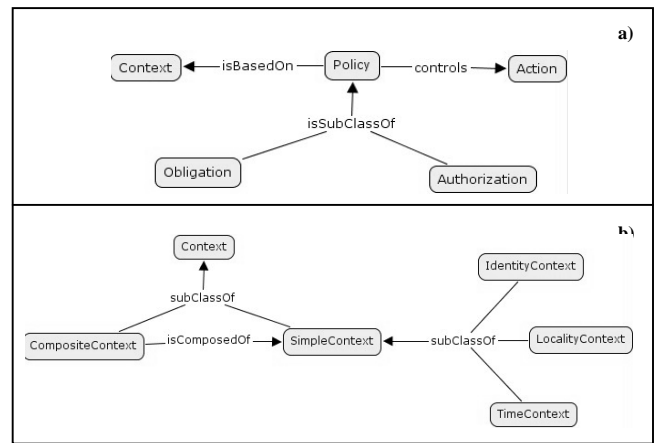 a)
Context isBasedOn Policy controls Action
isSubClassOf
Obligation
Authorization
b)
Context
IdentityContext
subClassOf
CompositeContext isComposedOf SimpleContext subClassOf LocalityContext
TimeContext